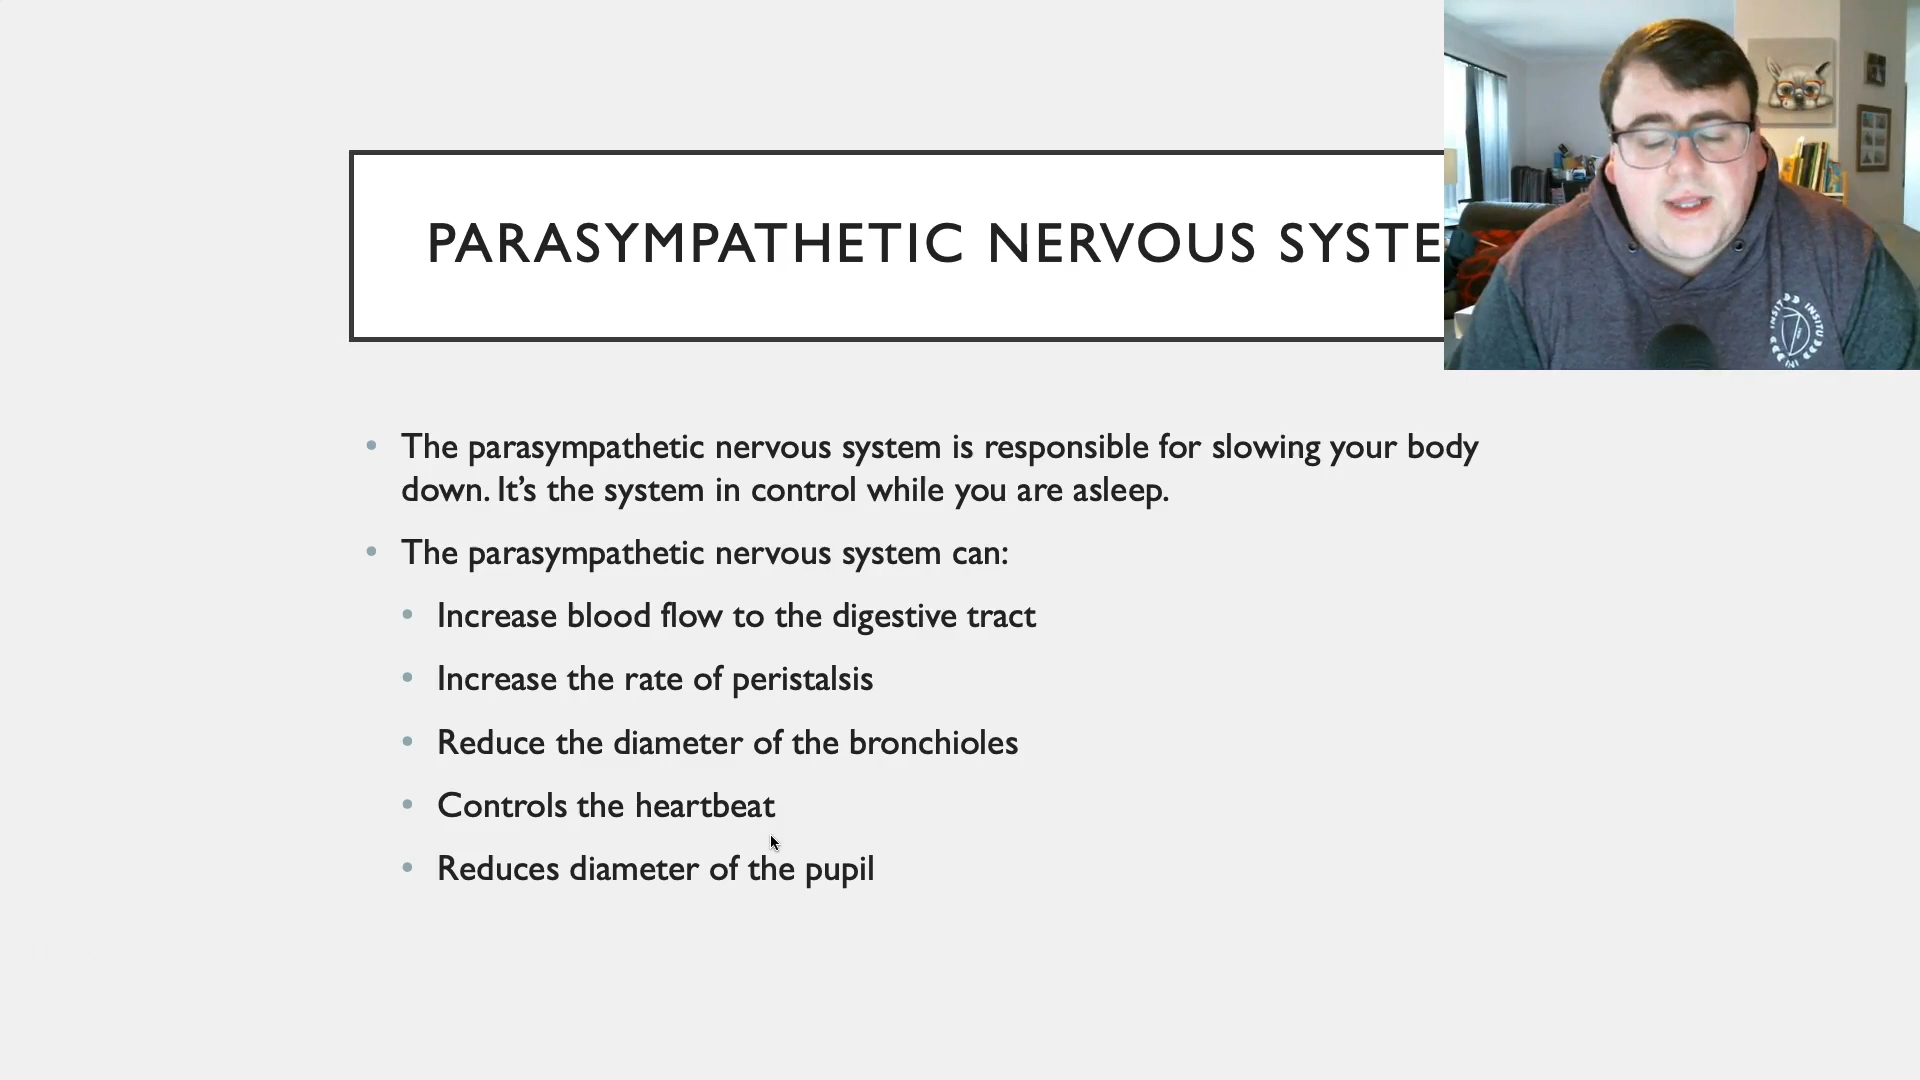 PARASYMPATHETIC NERVOUS SYSTE
The parasympathetic nervous system is responsible for slowing your body
down. It’s the system in control while you are asleep.
The parasympathetic nervous system can:
Increase blood flow to the digestive tract
Increase the rate of peristalsis
Reduce the diameter of the bronchioles
Controls the heartbeat
Reduces diameter of the pupil